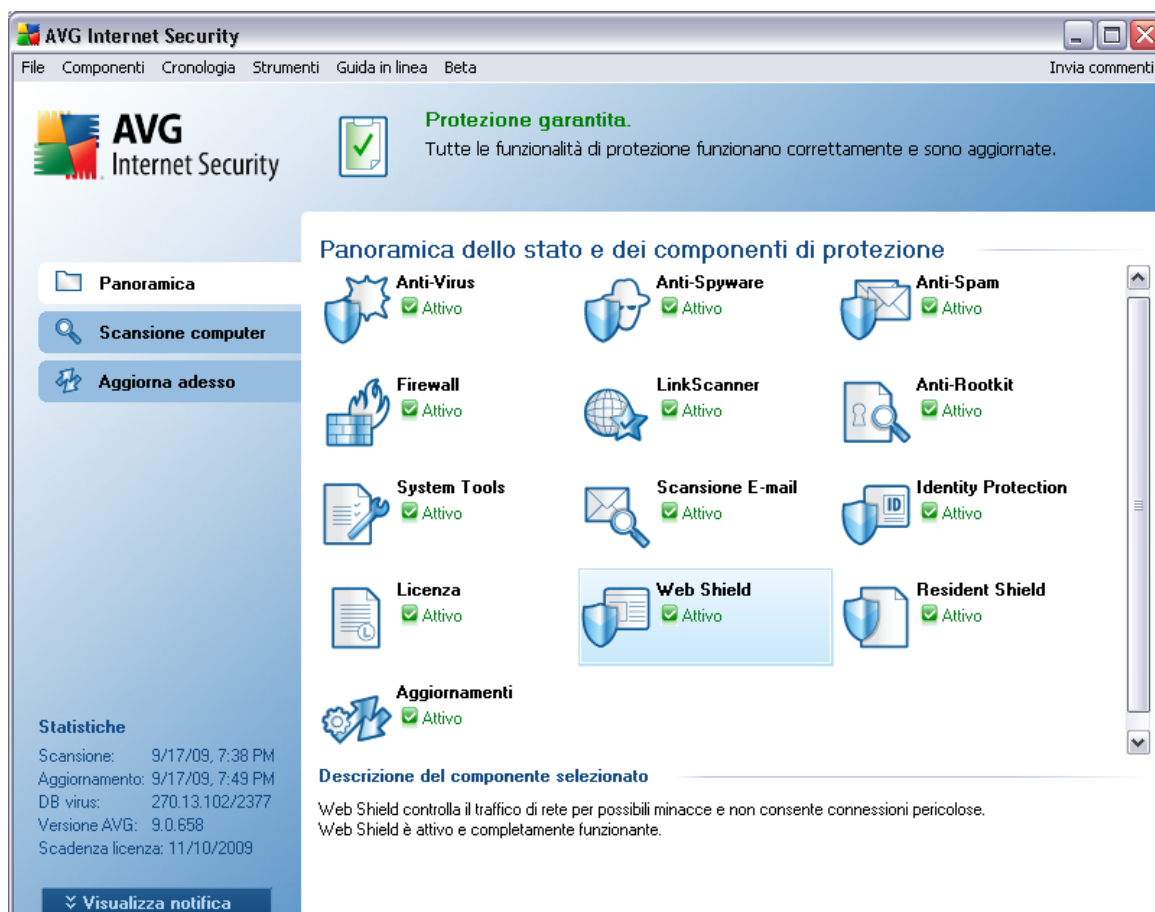 AVG Internet Security
File Componenti Cronologia Strumenti Guida in linea Beta Invia commenti
AVG
Internet Security
Protezione garantita.
Tutte le funzionalità di protezione funzionano correttamente e sono aggiornate.
Panoramica
Scansione computer
Aggiorna adesso
Panoramica dello stato e dei componenti di protezione
Anti-Virus
Attivo
Anti-Spyware
Attivo
Anti-Spam
Attivo
Firewall
Attivo
LinkScanner
Attivo
Anti-Rootkit
Attivo
System Tools
Attivo
Scansione E-mail
Attivo
ID
Identity Protection
Attivo
L
Licenza
Attivo
Web Shield
Attivo
Resident Shield
Attivo
Aggiornamenti
Attivo
Statistiche
Scansione: 9/17/09, 7:38 PM
Aggiornamento: 9/17/09, 7:49 PM
DB virus: 270.13.102/2377
Versione AVG: 9.0.658
Scadenza licenza: 11/10/2009
Visualizza notifica
Descrizione del componente selezionato
Web Shield controlla il traffico di rete per possibili minacce e non consente connessioni pericolose.
Web Shield è attivo e completamente funzionante.